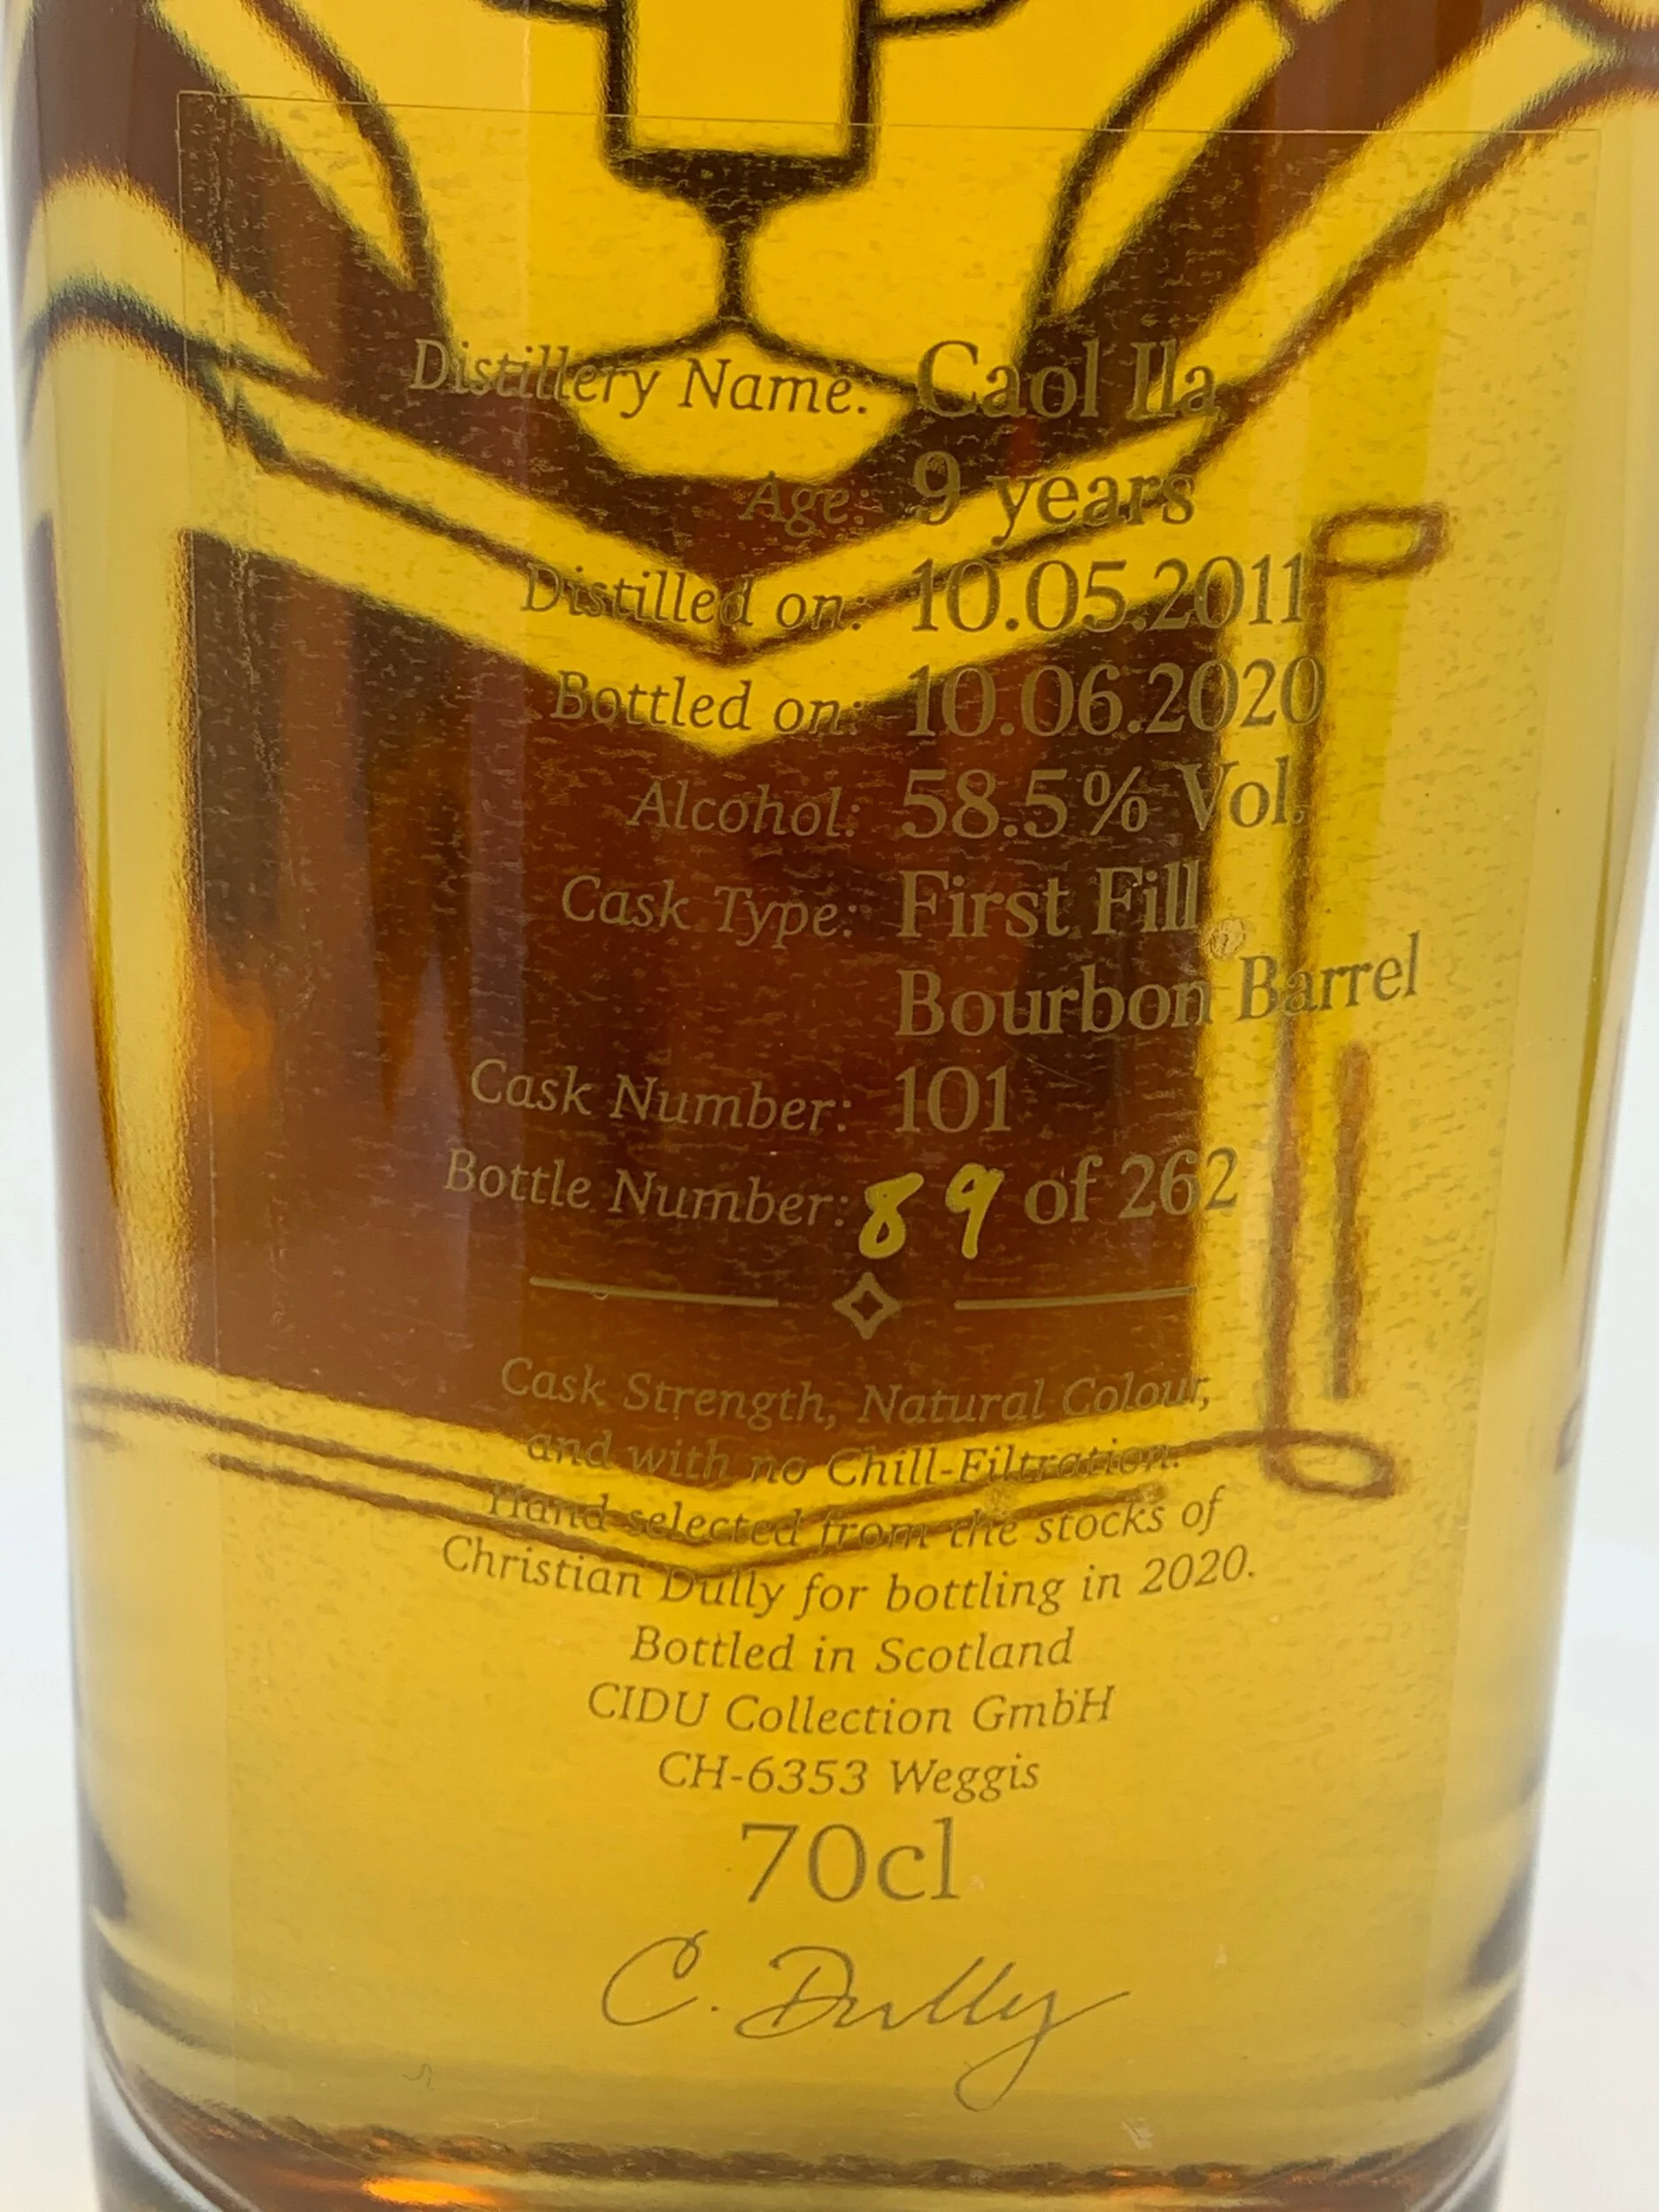 Distillery Name: Caol Ila
Age: 9 years
Distilled on: 10.05.2011
Bottled on: 10.06.2020
Alcohol: 58.5% Vol.
Cask Type: First Fill
Bourbon Barrel
Cask Number: 101
Bottle Number: 89 of 262
Cask Strength, Natural Colour,
and with no Chill-Filtration.
Hand selected from the stocks of
Christian Dully for bottling in 2020.
Bottled in Scotland
CIDU Collection GmbH
CH-6353 Weggis
70cl
C. Dully